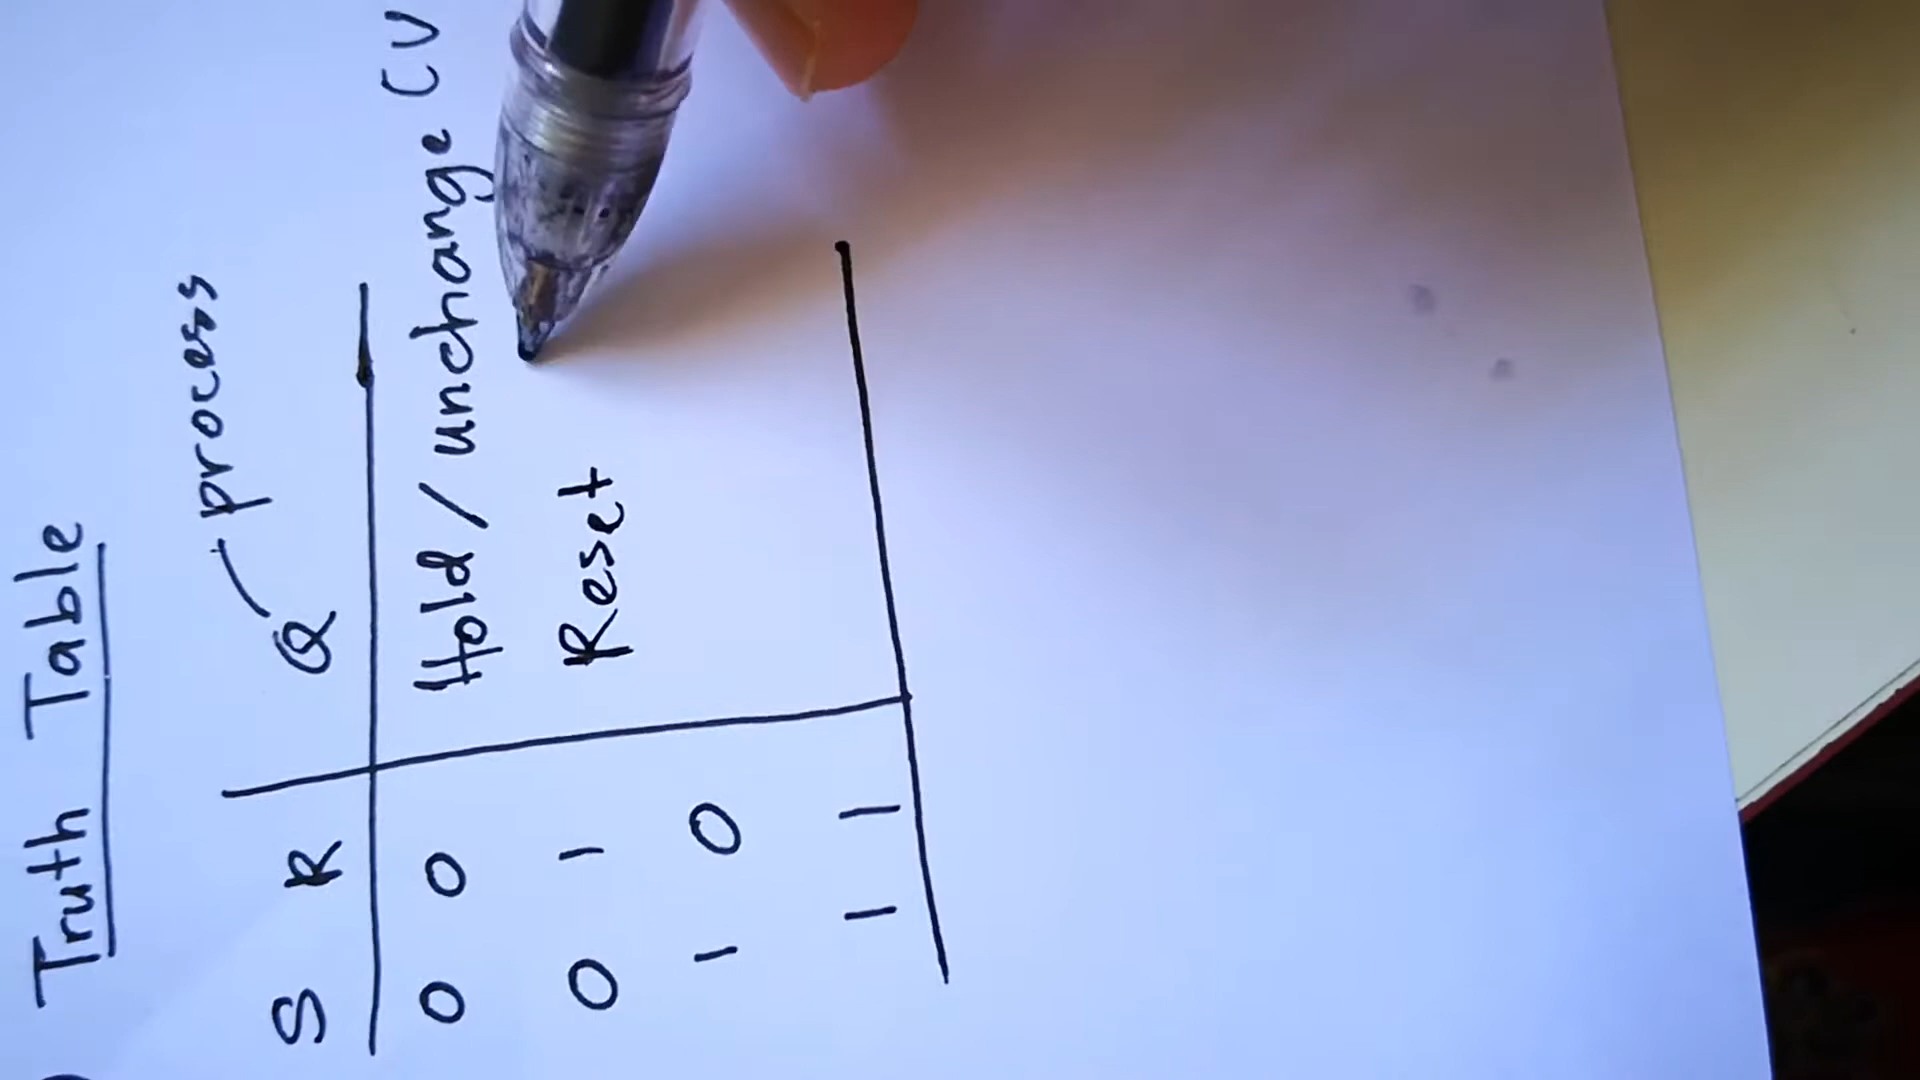 Truth Table
process
S R Q
0 0 Hold / unchange (U
0 1 Reset
1 0
1 1